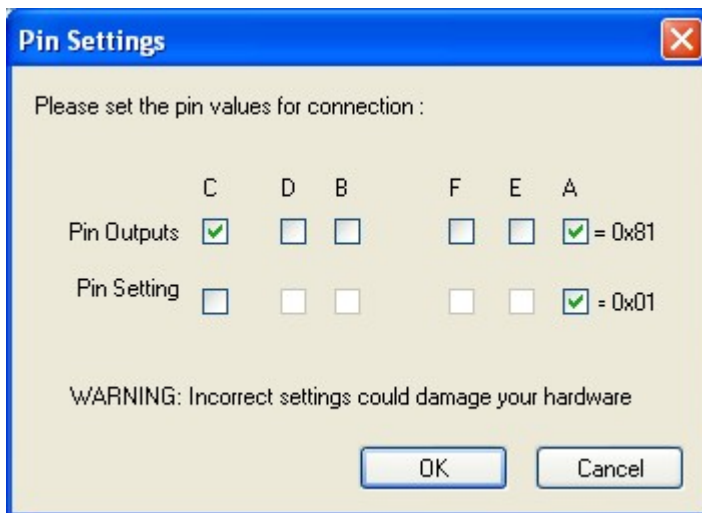 Pin Settings
Please set the pin values for connection :
C D B F E A
Pin Outputs = 0x81
Pin Setting = 0x01
WARNING: Incorrect settings could damage your hardware
OK Cancel